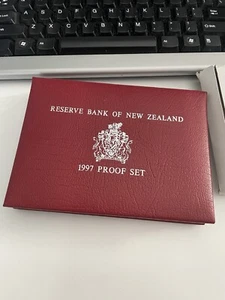 RESERVE BANK OF NEW ZEALAND
1997 PROOF SET